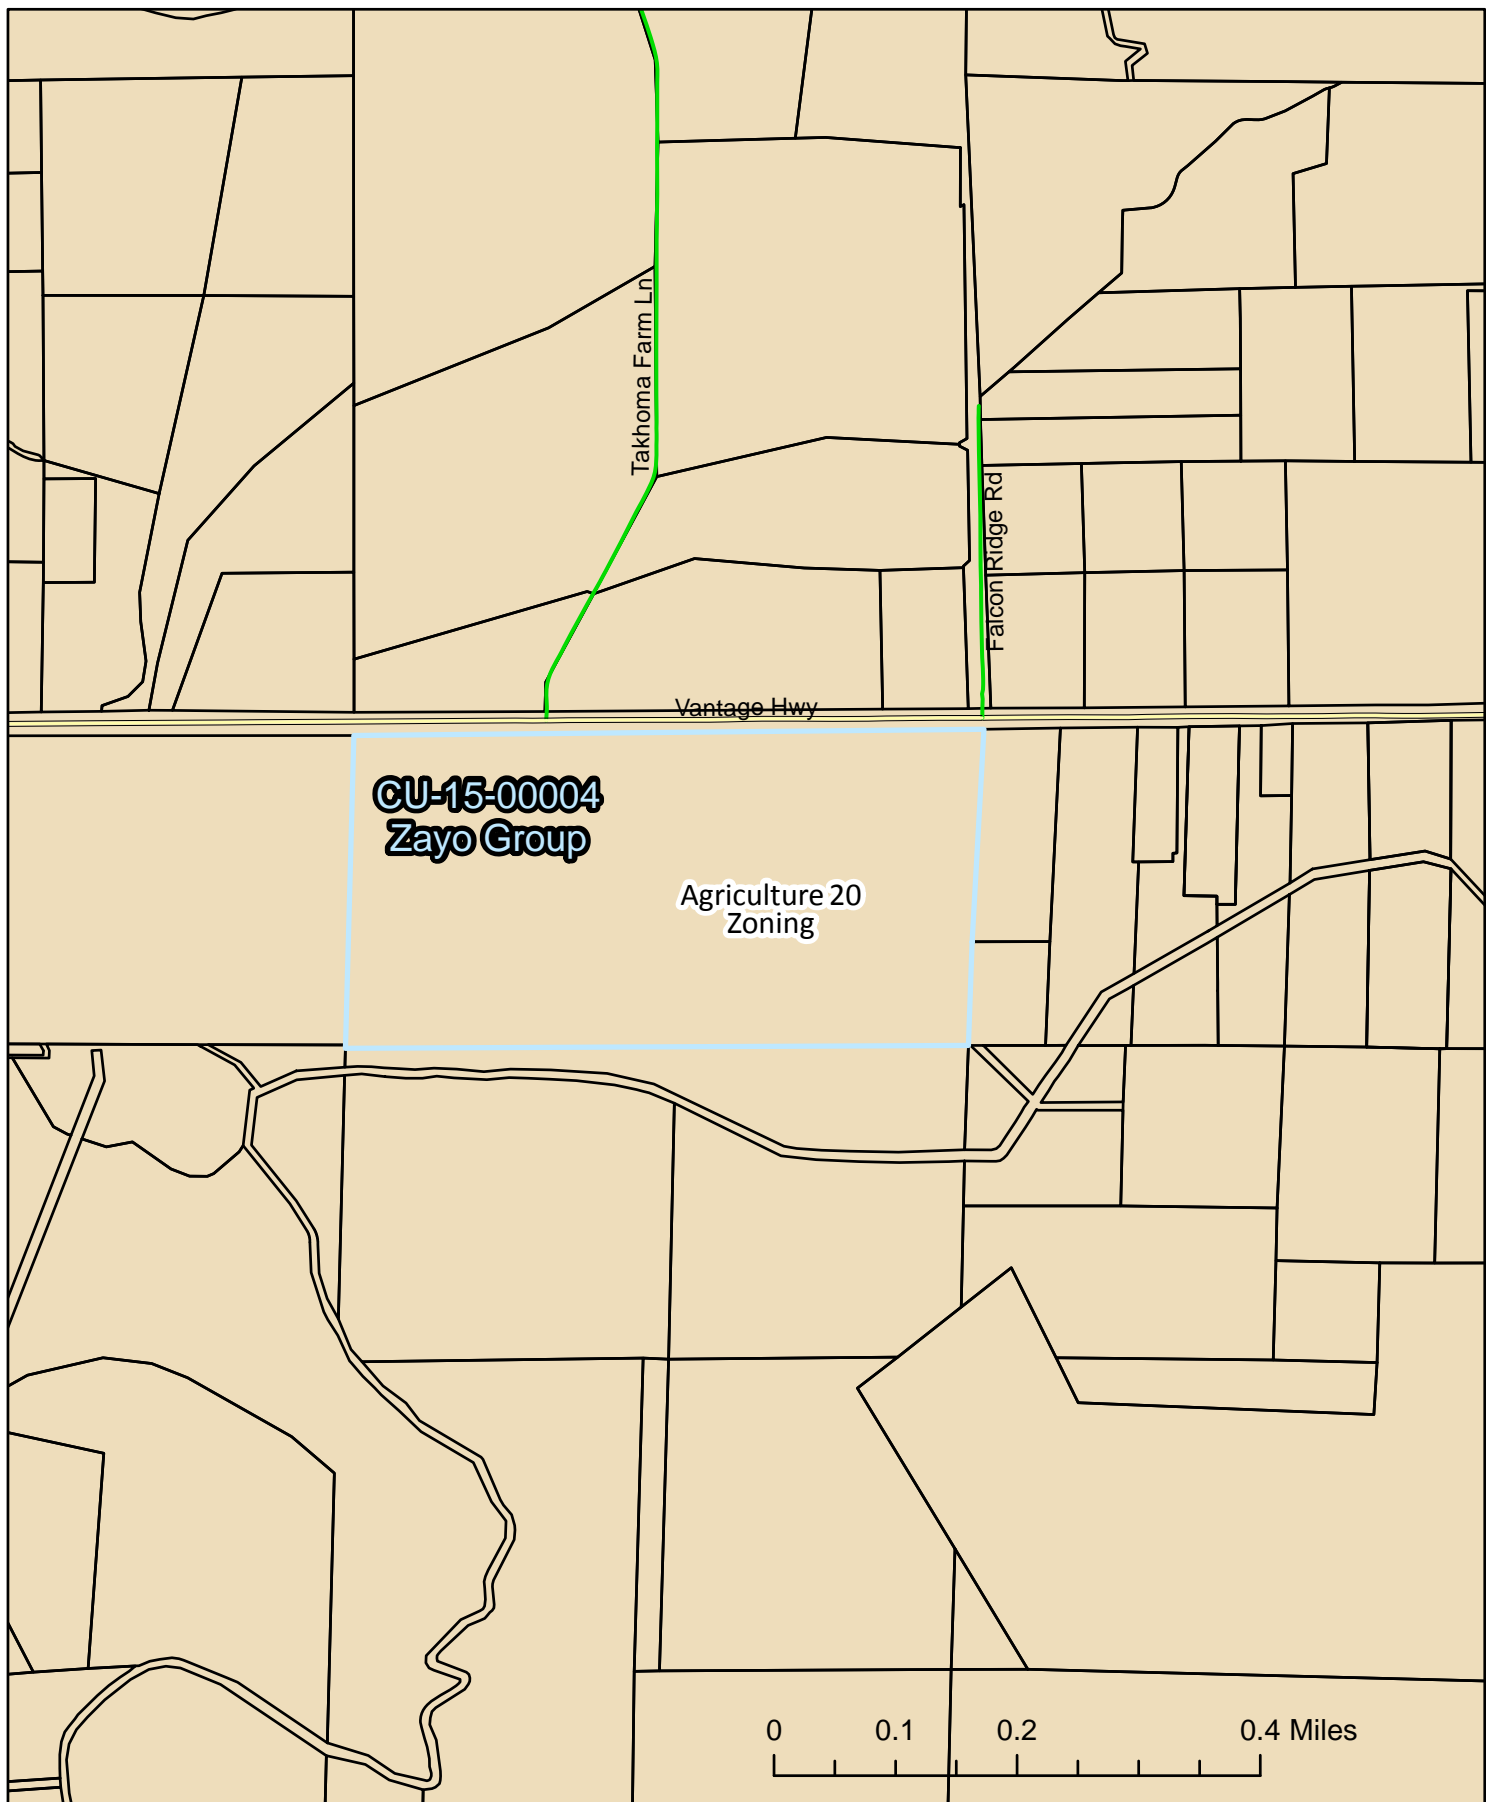 Takhoma Farm Ln
Falcon Ridge Rd
Vantage Hwy
CU-15-00004
Zayo Group
Agriculture 20
Zoning
0 0.1 0.2 0.4 Miles